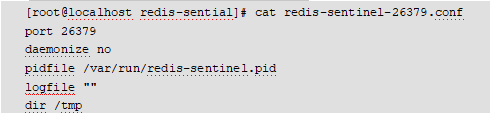 [root@localhost redis-sential]# cat redis-sentinel-26379.conf
port 26379
daemonize no
pidfile /var/run/redis-sentinel.pid
logfile ""
dir /tmp